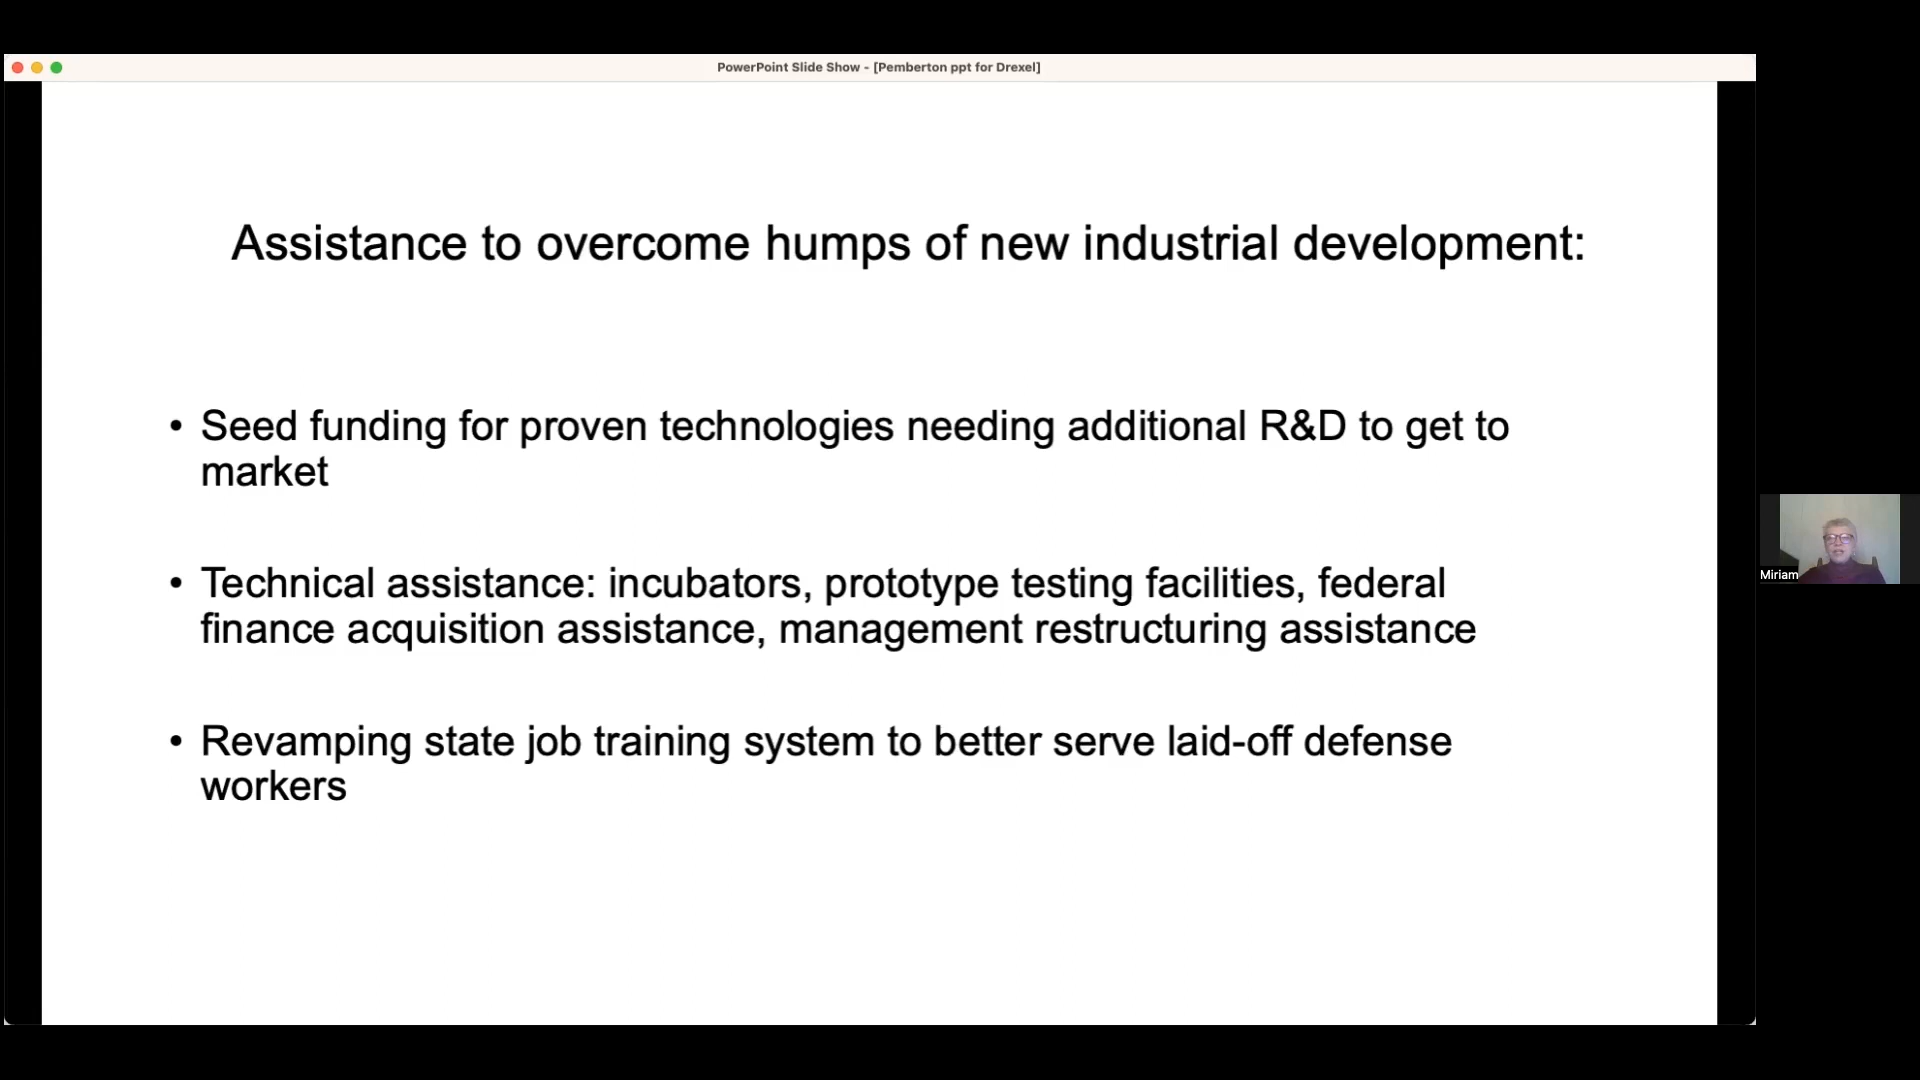 PowerPoint Slide Show - [Pemberton ppt for Drexel]
Assistance to overcome humps of new industrial development:
• Seed funding for proven technologies needing additional R&D to get to
market
• Technical assistance: incubators, prototype testing facilities, federal
finance acquisition assistance, management restructuring assistance
• Revamping state job training system to better serve laid-off defense
workers
Miriam